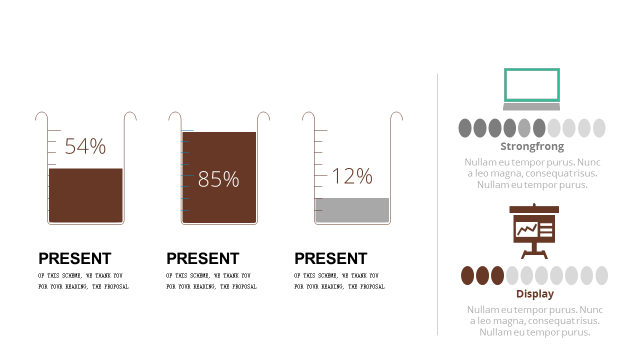 54%
85%
12%
PRESENT
OF THIS SCHEME, WE THANK YOU
FOR YOUR READING, THE PROPOSAL
PRESENT
OF THIS SCHEME, WE THANK YOU
FOR YOUR READING, THE PROPOSAL
PRESENT
OF THIS SCHEME, WE THANK YOU
FOR YOUR READING, THE PROPOSAL
Strongfrong
Nullam eu tempor purus. Nunc
a leo magna, consequat risus.
Nullam eu tempor purus.
Display
Nullam eu tempor purus. Nunc
a leo magna, consequat risus.
Nullam eu tempor purus.